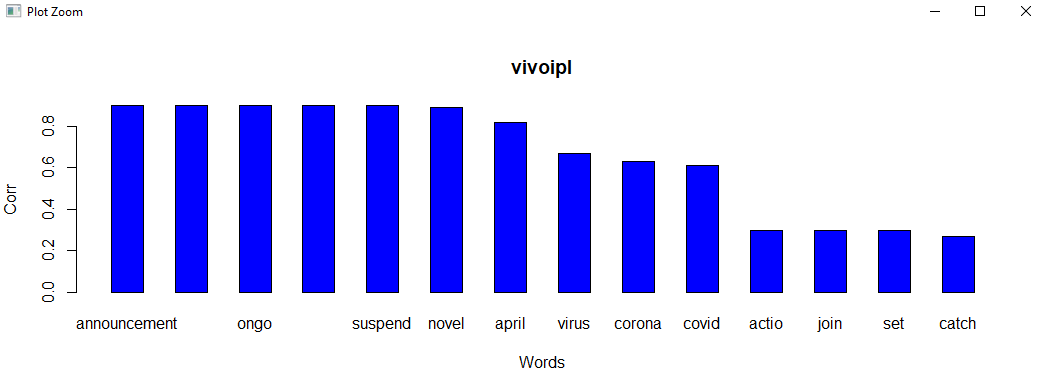 Plot Zoom
vivoipl
Corr
0.0 0.2 0.4 0.6 0.8
announcement ongo suspend novel april virus corona covid actio join set catch
Words